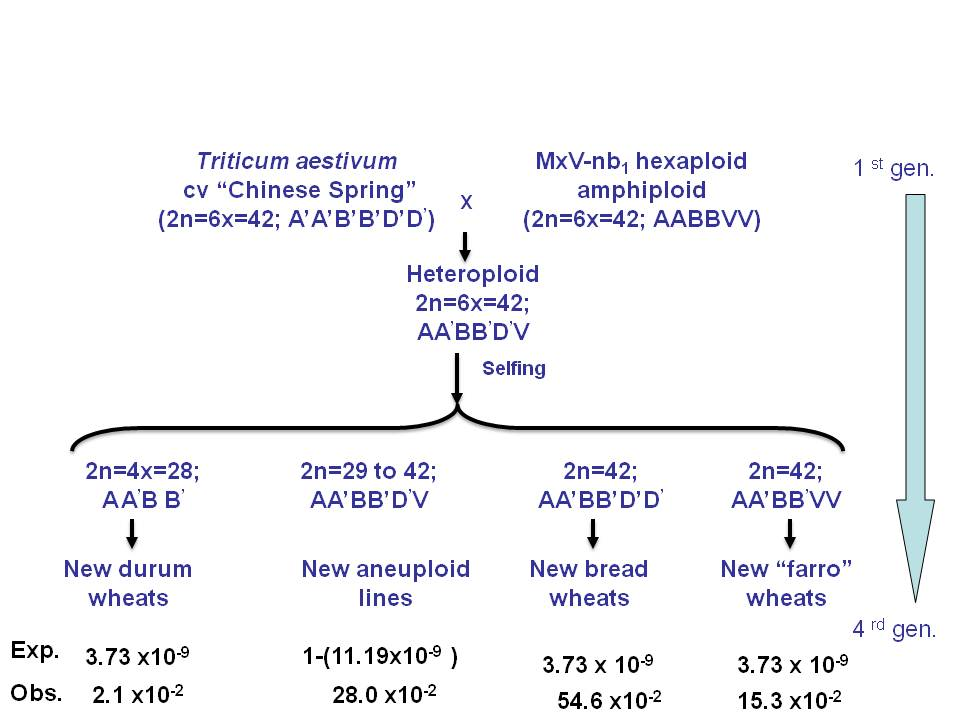 Triticum aestivum
cv “Chinese Spring”
(2n=6x=42; A’A’B’B’D’D’)
x
MxV-nb1 hexaploid
amphiploid
(2n=6x=42; AABBVV)
1 st gen.
Heteroploid
2n=6x=42;
AA’BB’D’V
Selfing
2n=4x=28;
AA’B B’
2n=29 to 42;
AA’BB’D’V
2n=42;
AA’BB’D’D’
2n=42;
AA’BB’VV
New durum
wheats
New aneuploid
lines
New bread
wheats
New “farro”
wheats
4 rd gen.
Exp. 3.73 x10-9 1-(11.19x10-9 ) 3.73 x 10-9 3.73 x 10-9
Obs. 2.1 x10-2 28.0 x10-2 54.6 x10-2 15.3 x10-2